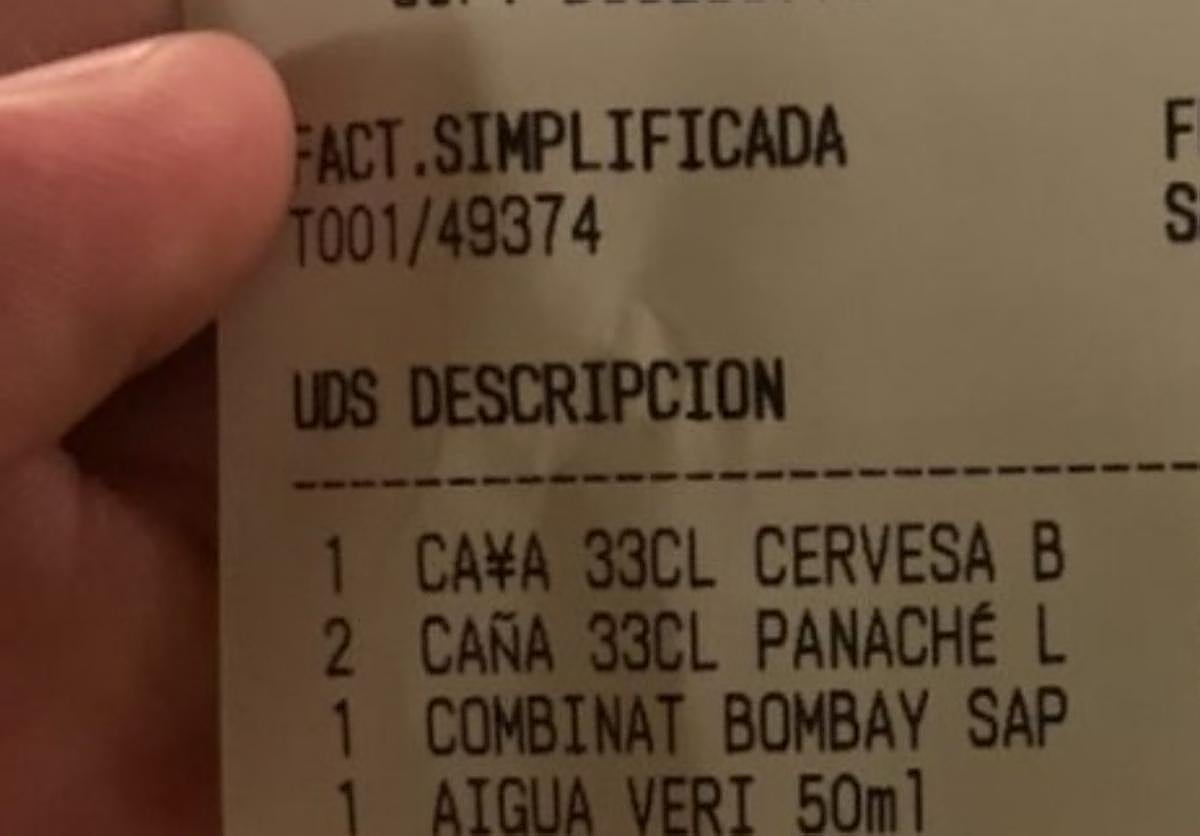 FACT.SIMPLIFICADA
T001/49374
UDS DESCRIPCION
1 CA¥A 33CL CERVESA B
2 CAÑA 33CL PANACHÉ L
1 COMBINAT BOMBAY SAP
1 AIGUA VERI 50ml